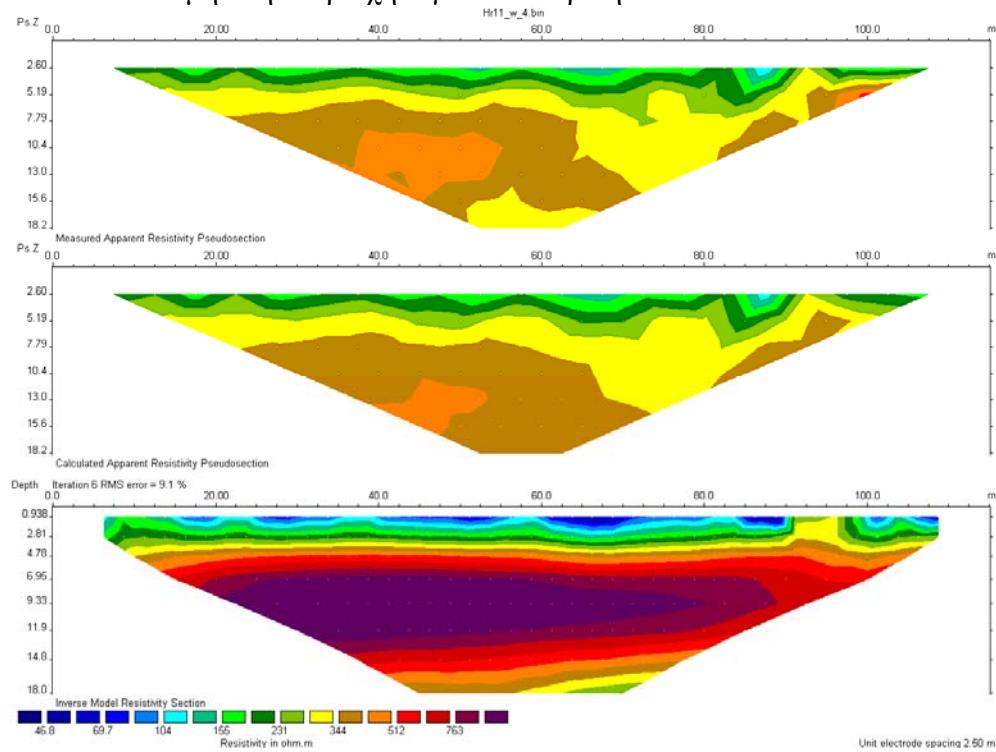 Hr11_w_4.bin
Ps.Z 0.0 20.00 40.0 60.0 80.0 100.0 m
2.60
5.19
7.79
10.4
13.0
15.6
18.2
Measured Apparent Resistivity Pseudosection
Ps.Z 0.0 20.00 40.0 60.0 80.0 100.0 m
2.60
5.19
7.79
10.4
13.0
15.6
18.2
Calculated Apparent Resistivity Pseudosection
Depth Iteration 6 RMS error = 9.1 %
0.0 20.00 40.0 60.0 80.0 100.0 m
0.938
2.81
4.78
6.95
9.33
11.9
14.8
18.0
Inverse Model Resistivity Section
46.8 69.7 104 155 231 344 512 763
Resistivity in ohm.m
Unit electrode spacing 2.50 m